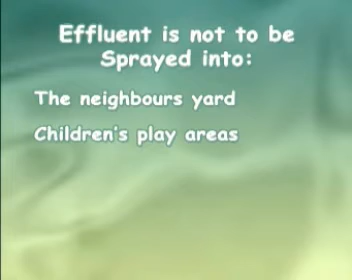 Effluent is not to be
Sprayed into:
The neighbours yard
Children's play areas